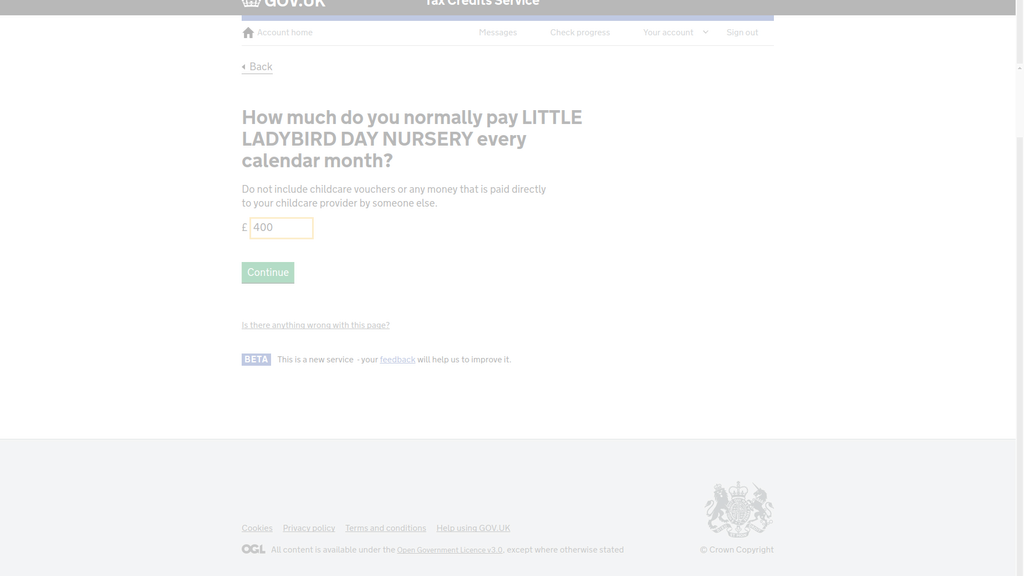 GOV.UK
Tax Credits Service
Account home
Messages
Check progress
Your account
Sign out
Back
How much do you normally pay LITTLE
LADYBIRD DAY NURSERY every
calendar month?
Do not include childcare vouchers or any money that is paid directly
to your childcare provider by someone else.
£ 400
Continue
Is there anything wrong with this page?
BETA This is a new service - your feedback will help us to improve it.
Cookies Privacy policy Terms and conditions Help using GOV.UK
OGL All content is available under the Open Government Licence v3.0, except where otherwise stated
© Crown Copyright